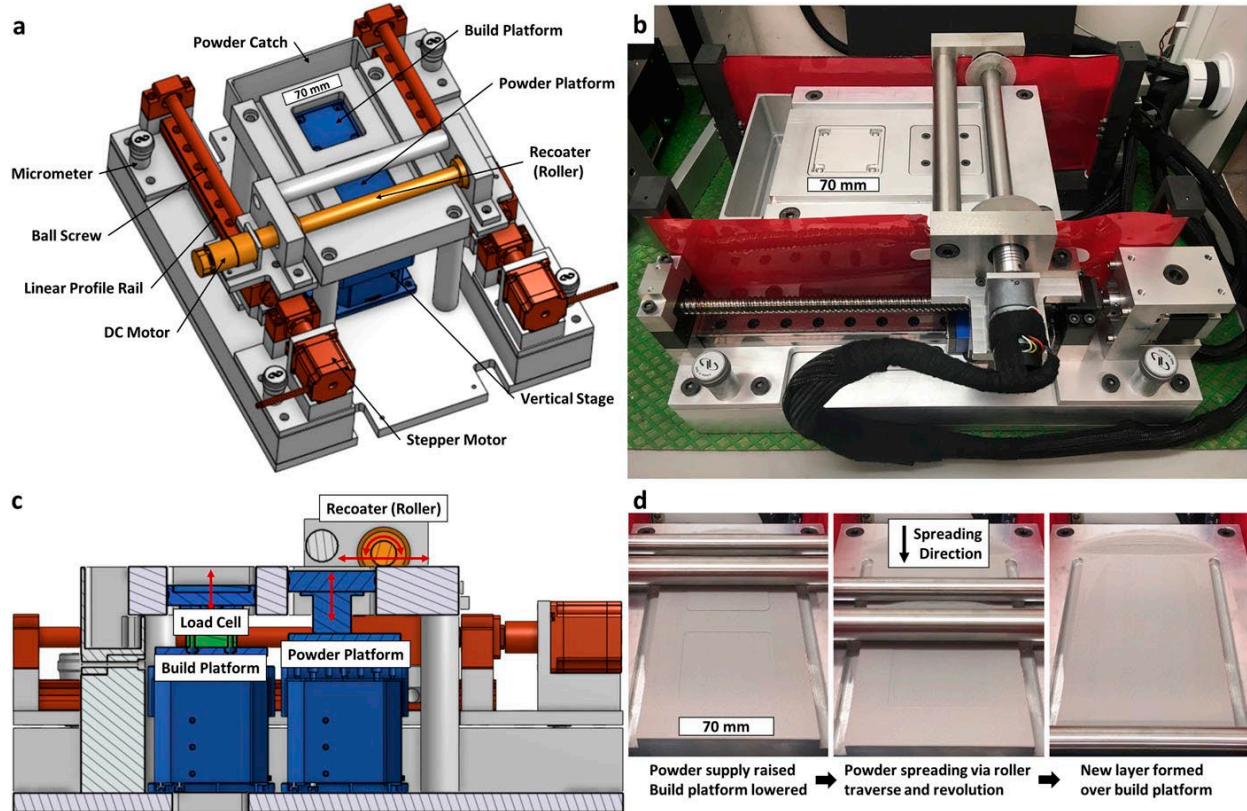 a
Powder Catch
Build Platform
70 mm
Powder Platform
Micrometer
Recoater
(Roller)
Ball Screw
Linear Profile Rail
DC Motor
Vertical Stage
Stepper Motor
b
70 mm
c
Recoater (Roller)
Load Cell
Build Platform
Powder Platform
d
Spreading
Direction
70 mm
Powder supply raised
Build platform lowered
Powder spreading via roller
traverse and revolution
New layer formed
over build platform